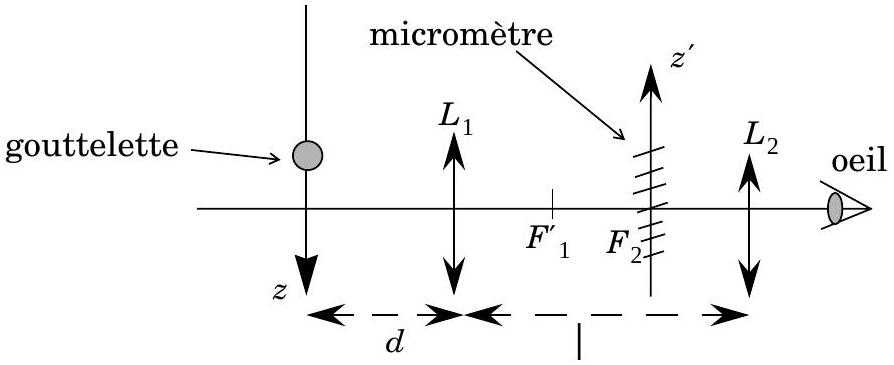 micromètre
z′
gouttelette
L₁
L₂
oeil
F′₁
F₂
z
d
l